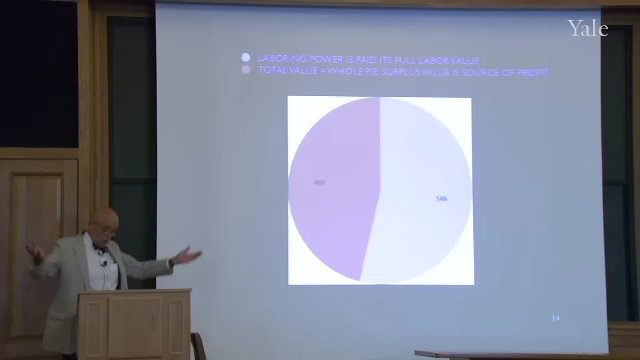 Yale
LABORING POWER IS PAID ITS FULL LABOR VALUE
TOTAL VALUE = WHOLE PIE. SURPLUS VALUE IS SOURCE OF PROFIT
46%
54%
14